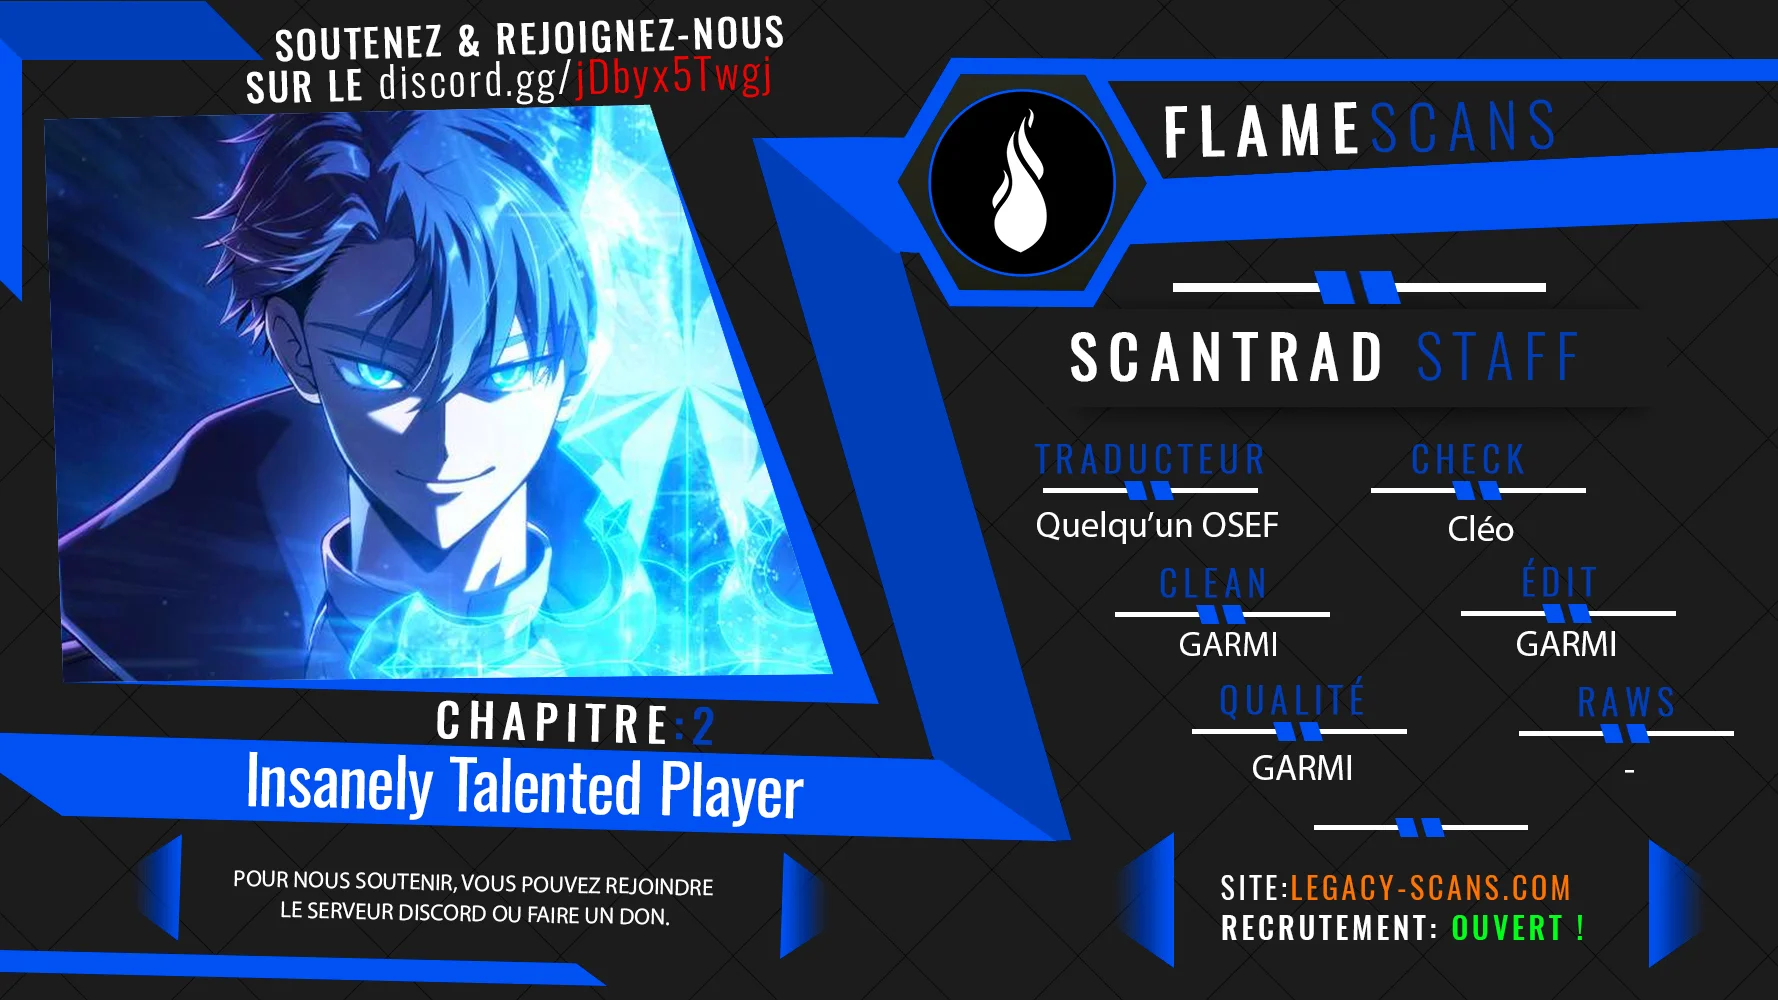 SOUTENEZ & REJOIGNEZ-NOUS
SUR LE discord.gg/jDbyx5Twgj
FLAMESCANS
SCANTRAD STAFF
TRADUCTEUR
Quelqu'un OSEF
CHECK
Cléo
CLEAN
GARMI
ÉDIT
GARMI
QUALITÉ
GARMI
RAWS
-
CHAPITRE:2
Insanely Talented Player
POUR NOUS SOUTENIR, VOUS POUVEZ REJOINDRE
LE SERVEUR DISCORD OU FAIRE UN DON.
SITE:LEGACY-SCANS.COM
RECRUTEMENT: OUVERT !